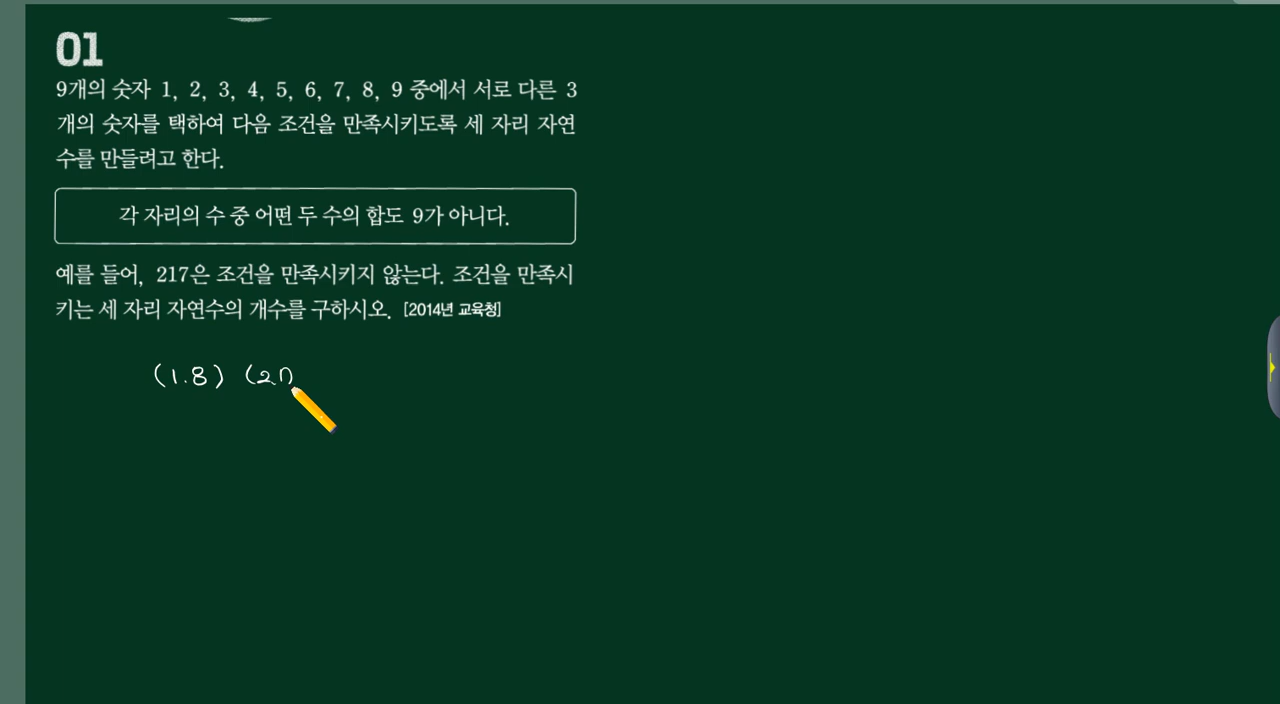 01
9개의 숫자 1, 2, 3, 4, 5, 6, 7, 8, 9 중에서 서로 다른 3
개의 숫자를 택하여 다음 조건을 만족시키도록 세 자리 자연
수를 만들려고 한다.
각 자리의 수 중 어떤 두 수의 합도 9가 아니다.
예를 들어, 217은 조건을 만족시키지 않는다. 조건을 만족시
키는 세 자리 자연수의 개수를 구하시오. [2014년 교육청]
(1.8) (2.7